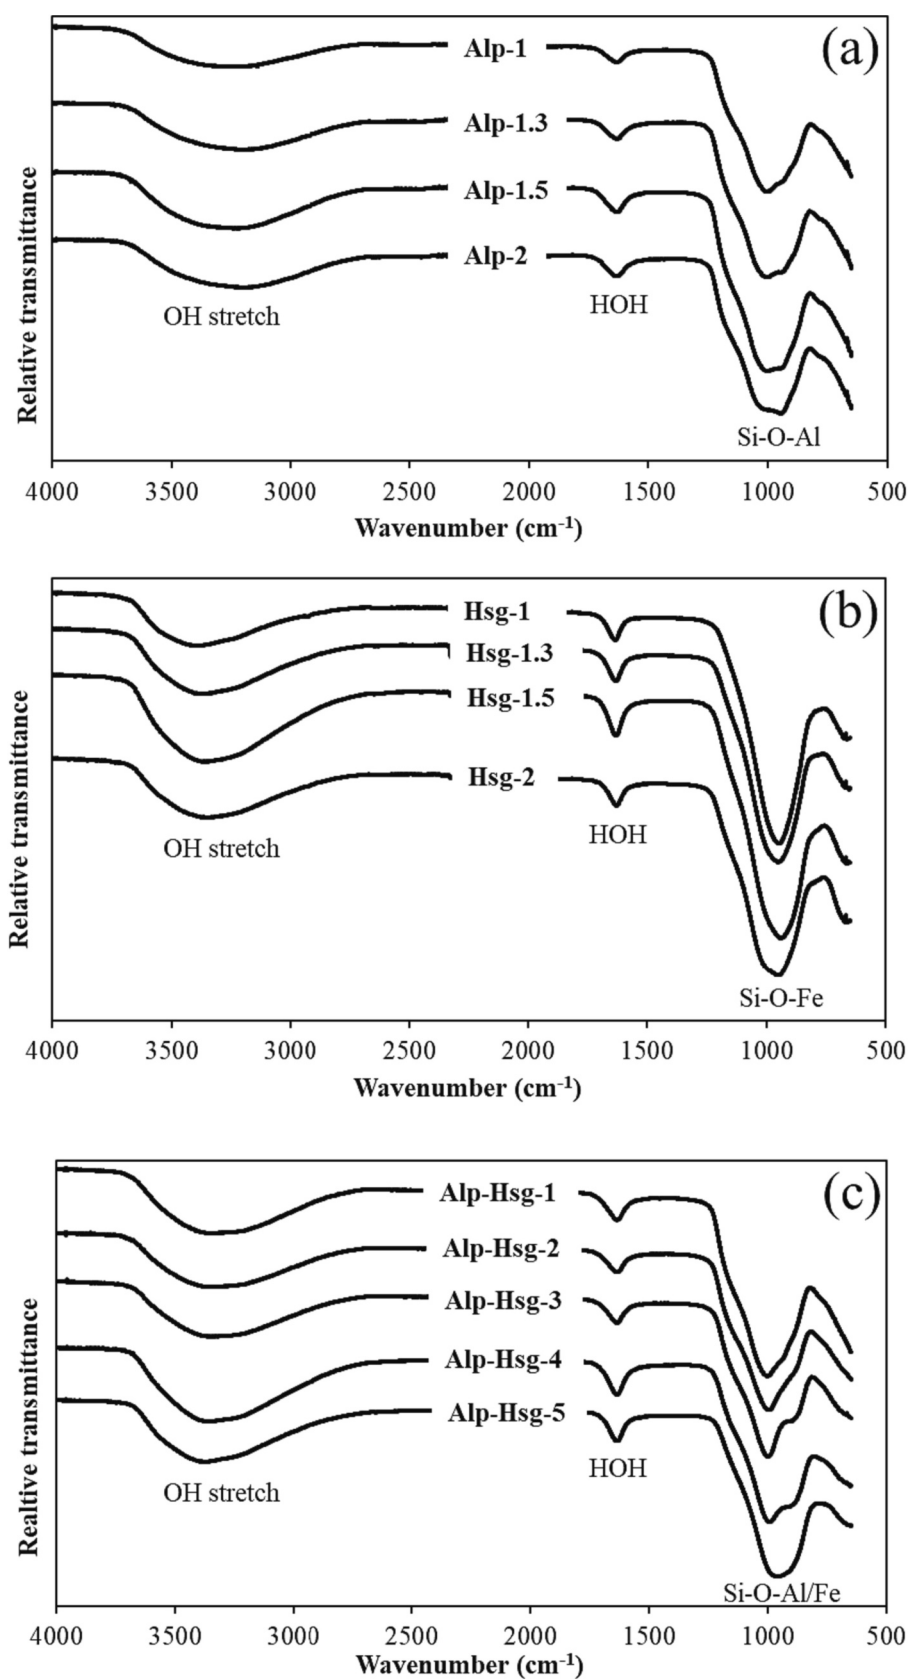 (a)
Alp-1
Alp-1.3
Alp-1.5
Alp-2
OH stretch
HOH
Si-O-Al
Relative transmittance
4000 3500 3000 2500 2000 1500 1000 500
Wavenumber (cm-1)
(b)
Hsg-1
Hsg-1.3
Hsg-1.5
Hsg-2
OH stretch
HOH
Si-O-Fe
Relative transmittance
4000 3500 3000 2500 2000 1500 1000 500
Wavenumber (cm-1)
(c)
Alp-Hsg-1
Alp-Hsg-2
Alp-Hsg-3
Alp-Hsg-4
Alp-Hsg-5
OH stretch
HOH
Si-O-Al/Fe
Realtive transmittance
4000 3500 3000 2500 2000 1500 1000 500
Wavenumber (cm-1)